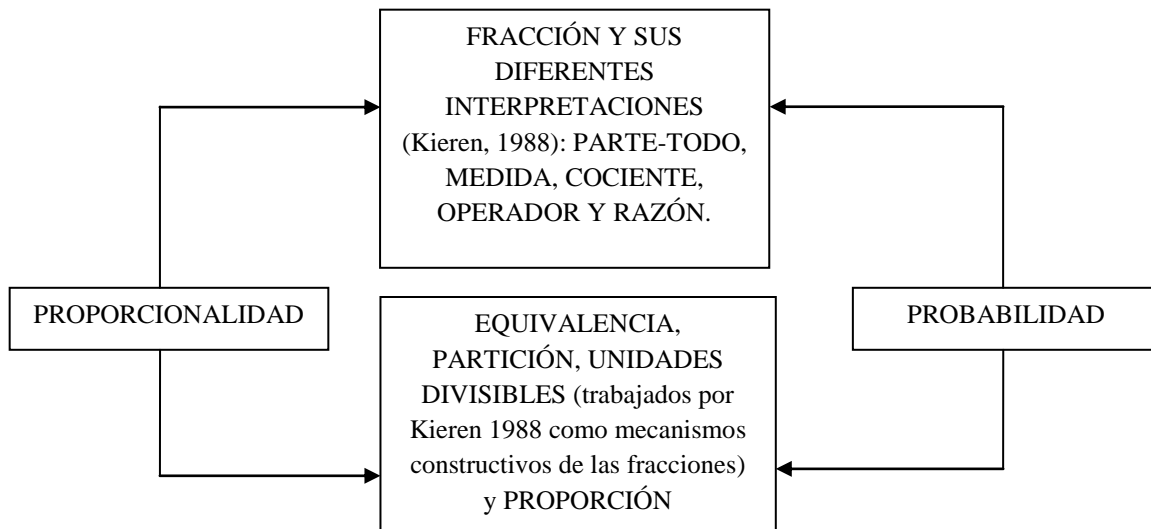 FRACCIÓN Y SUS
DIFERENTES
INTERPRETACIONES
(Kieren, 1988): PARTE-TODO,
MEDIDA, COCIENTE,
OPERADOR Y RAZÓN.
PROPORCIONALIDAD
PROBABILIDAD
EQUIVALENCIA,
PARTICIÓN, UNIDADES
DIVISIBLES (trabajados por
Kieren 1988 como mecanismos
constructivos de las fracciones)
y PROPORCIÓN